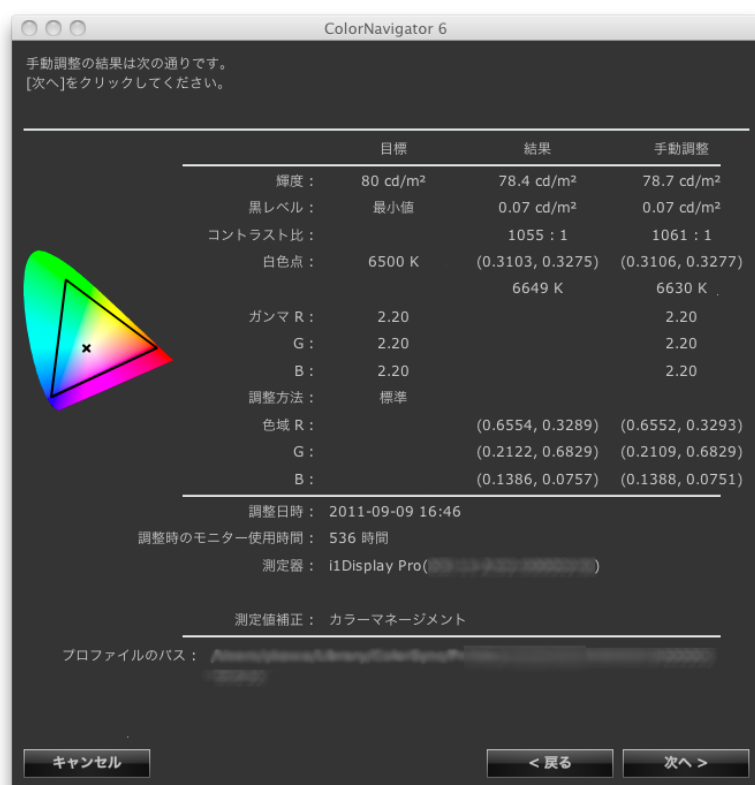 ColorNavigator 6
手動調整の結果は次の通りです。
[次へ]をクリックしてください。
目標 結果 手動調整
輝度： 80 cd/m² 78.4 cd/m² 78.7 cd/m²
黒レベル： 最小値 0.07 cd/m² 0.07 cd/m²
コントラスト比： 1055 : 1 1061 : 1
白色点： 6500 K (0.3103, 0.3275) (0.3106, 0.3277)
6649 K 6630 K
ガンマ R： 2.20 2.20
G： 2.20 2.20
B： 2.20 2.20
調整方法： 標準
色域 R： (0.6554, 0.3289) (0.6552, 0.3293)
G： (0.2122, 0.6829) (0.2109, 0.6829)
B： (0.1386, 0.0757) (0.1388, 0.0751)
調整日時： 2011-09-09 16:46
調整時のモニター使用時間： 536 時間
測定器： i1Display Pro( )
測定値補正： カラーマネージメント
プロファイルのパス：
キャンセル < 戻る 次へ >